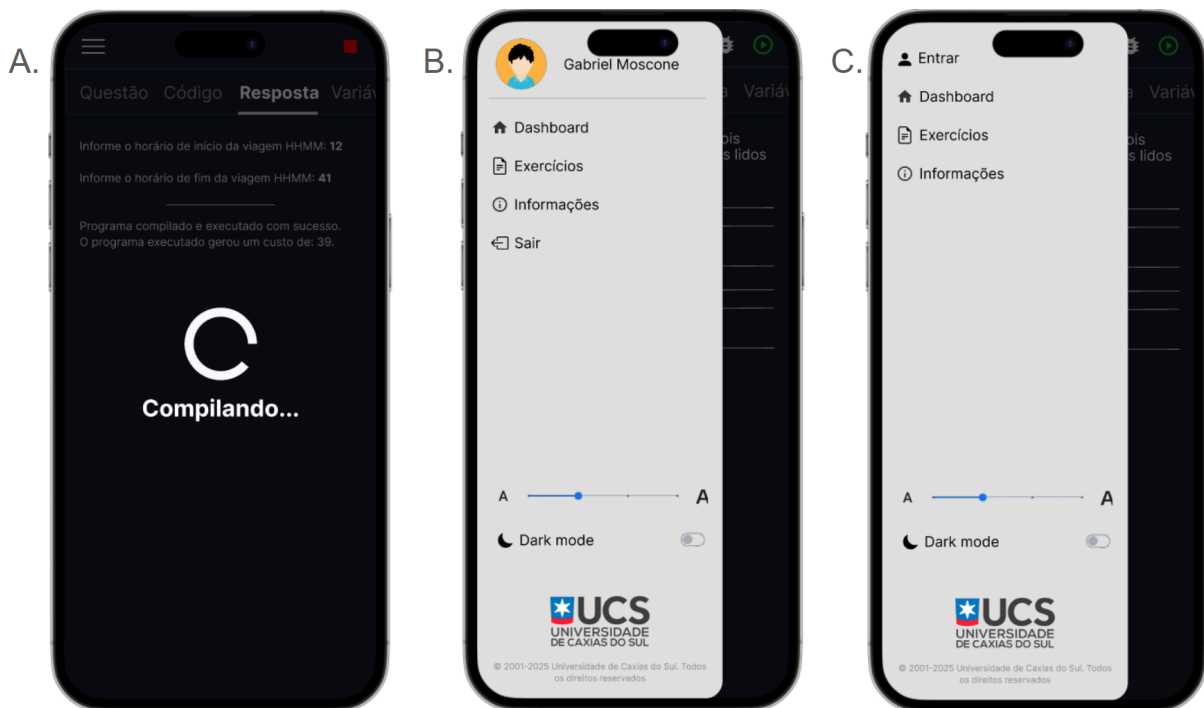 A.
Questão Código Resposta Variáv
Informe o horário de início da viagem HHMM: 12
Informe o horário de fim da viagem HHMM: 41
Programa compilado e executado com sucesso.
O programa executado gerou um custo de: 39.
Compilando...
B.
Gabriel Moscone
Dashboard
Exercícios
Informações
Sair
A A
Dark mode
UCS
UNIVERSIDADE
DE CAXIAS DO SUL
© 2001-2025 Universidade de Caxias do Sul. Todos
os direitos reservados
Variáv
ois
s lidos
C.
Entrar
Dashboard
Exercícios
Informações
A A
Dark mode
UCS
UNIVERSIDADE
DE CAXIAS DO SUL
© 2001-2025 Universidade de Caxias do Sul. Todos
os direitos reservados
Variáv
ois
s lidos